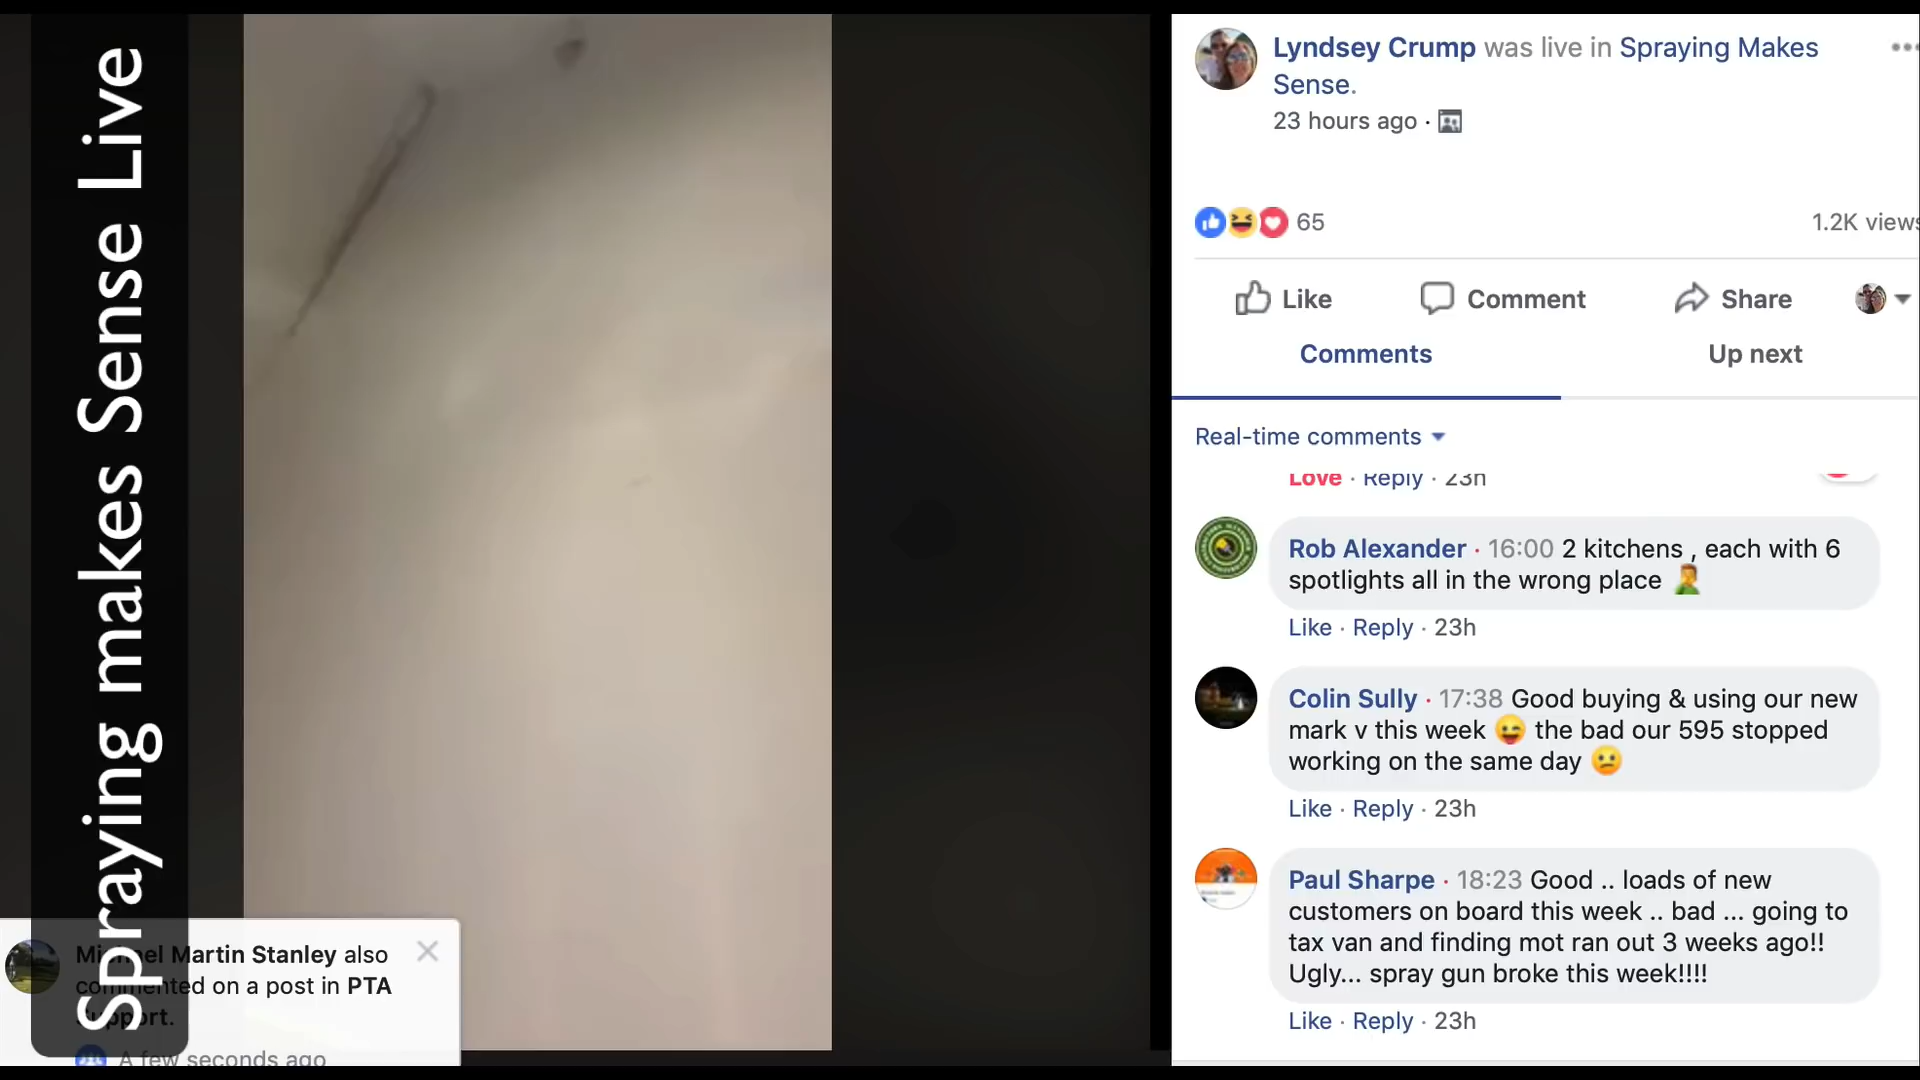 Spraying makes Sense Live
Lyndsey Crump was live in Spraying Makes
Sense.
23 hours ago ·
65
1.2K views
Like
Comment
Share
Comments
Up next
Real-time comments
Love · Reply · 23h
Rob Alexander · 16:00 2 kitchens , each with 6
spotlights all in the wrong place 🤦‍♂️
Like · Reply · 23h
Colin Sully · 17:38 Good buying & using our new
mark v this week 😜 the bad our 595 stopped
working on the same day 😕
Like · Reply · 23h
Paul Sharpe · 18:23 Good .. loads of new
customers on board this week .. bad ... going to
tax van and finding mot ran out 3 weeks ago!!
Ugly... spray gun broke this week!!!!
Like · Reply · 23h
Michael Martin Stanley also
commented on a post in PTA
Support.
A few seconds ago